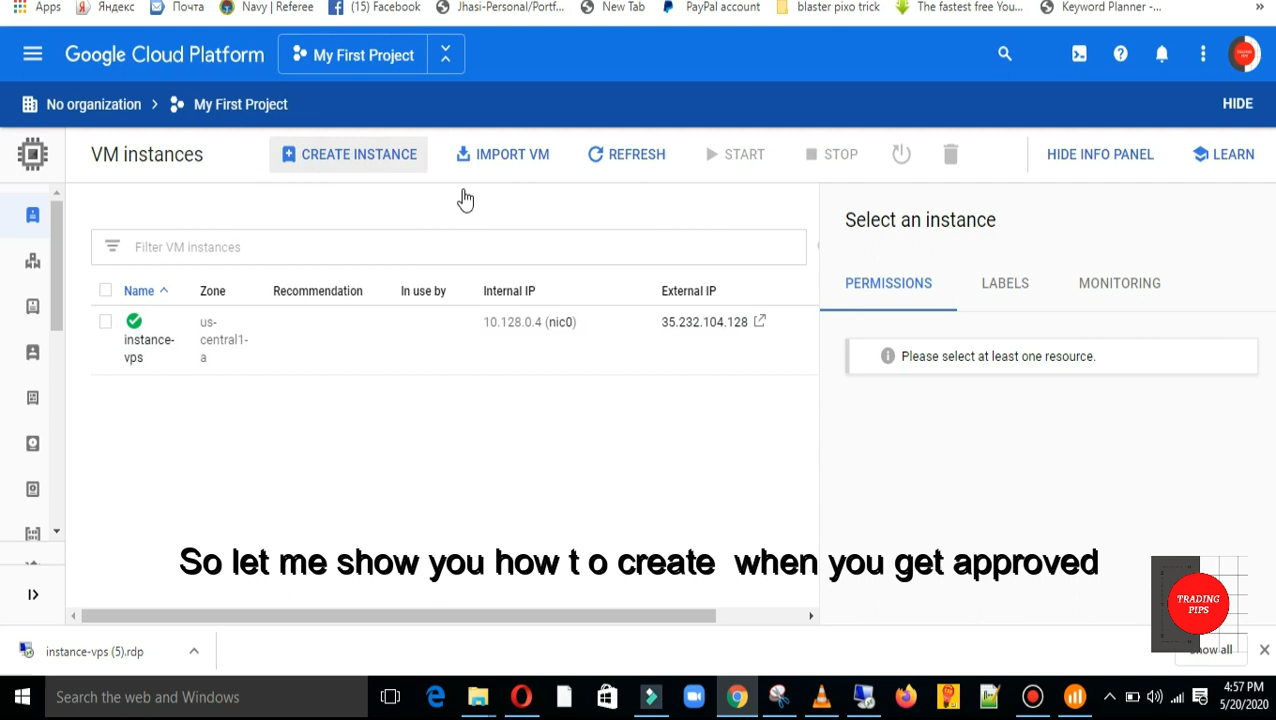 Apps
Яндекс
Почта
Navy | Referee
(15) Facebook
Jhasi-Personal/Portf...
New Tab
PayPal account
blaster pixo trick
The fastest free You...
Keyword Planner -...
»
Google Cloud Platform
My First Project
No organization > My First Project
HIDE
VM instances
CREATE INSTANCE
IMPORT VM
REFRESH
START
STOP
HIDE INFO PANEL
LEARN
Select an instance
Filter VM instances
PERMISSIONS
LABELS
MONITORING
Name
Zone
Recommendation
In use by
Internal IP
External IP
instance-
vps
us-
central1-
a
10.128.0.4 (nic0)
35.232.104.128
Please select at least one resource.
So let me show you how t o create  when you get approved
TRADING
PIPS
instance-vps (5).rdp
Show all
Search the web and Windows
4:57 PM
5/20/2020